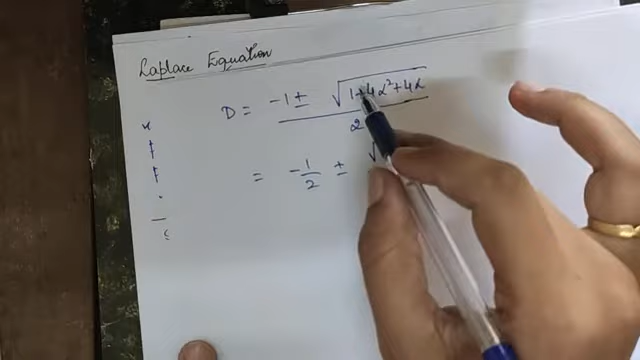 Laplace Equation
D = -1 ± √1+4α²+4α
2
= -1/2 ± √